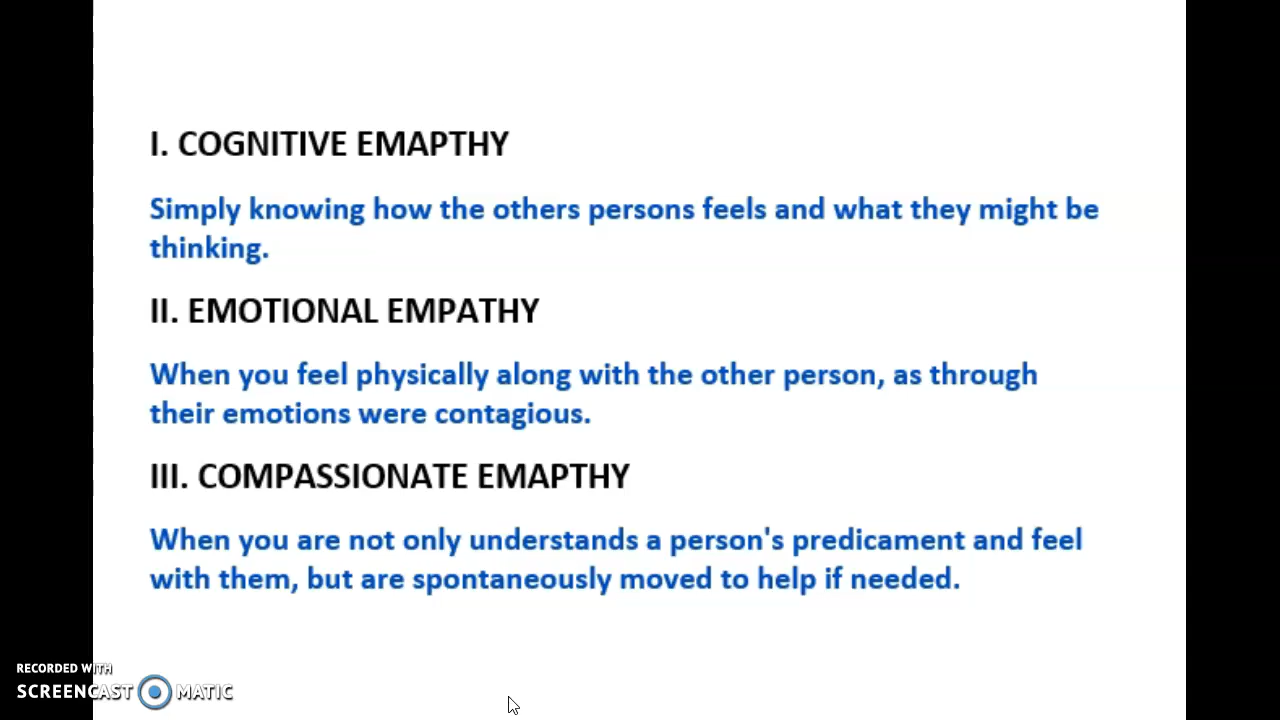 I. COGNITIVE EMAPTHY
Simply knowing how the others persons feels and what they might be
thinking.
II. EMOTIONAL EMPATHY
When you feel physically along with the other person, as through
their emotions were contagious.
III. COMPASSIONATE EMAPTHY
When you are not only understands a person's predicament and feel
with them, but are spontaneously moved to help if needed.
RECORDED WITH
SCREENCAST MATIC